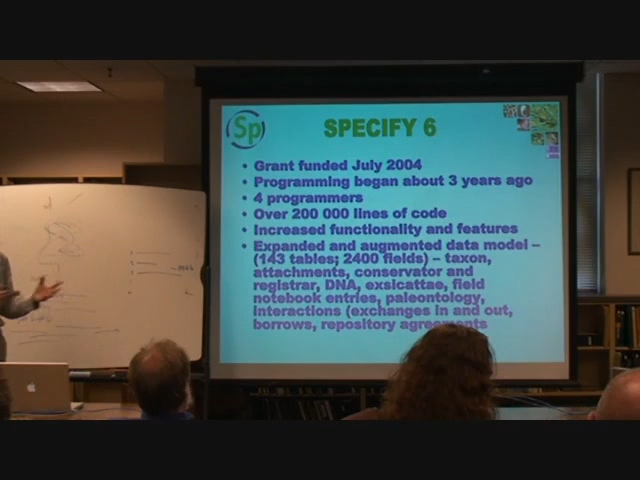 Sp
SPECIFY 6
• Grant funded July 2004
• Programming began about 3 years ago
• 4 programmers
• Over 200 000 lines of code
• Increased functionality and features
• Expanded and augmented data model –
(143 tables; 2400 fields) – taxon,
attachments, conservator and
registrar, DNA, exsiccatae, field
notebook entries, paleontology,
interactions (exchanges in and out,
borrows, repository agreements